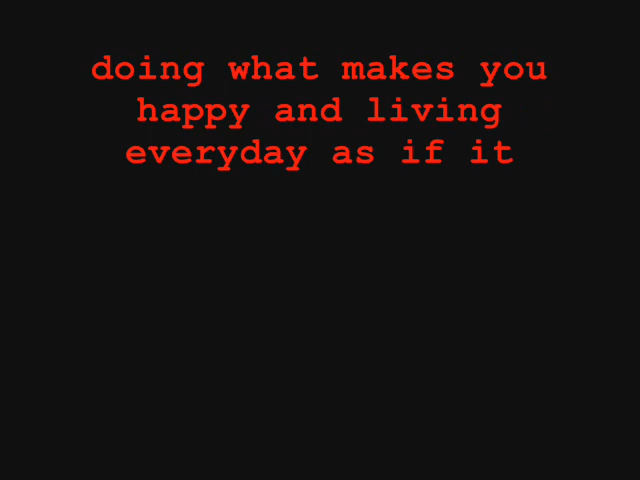 doing what makes you
happy and living
everyday as if it